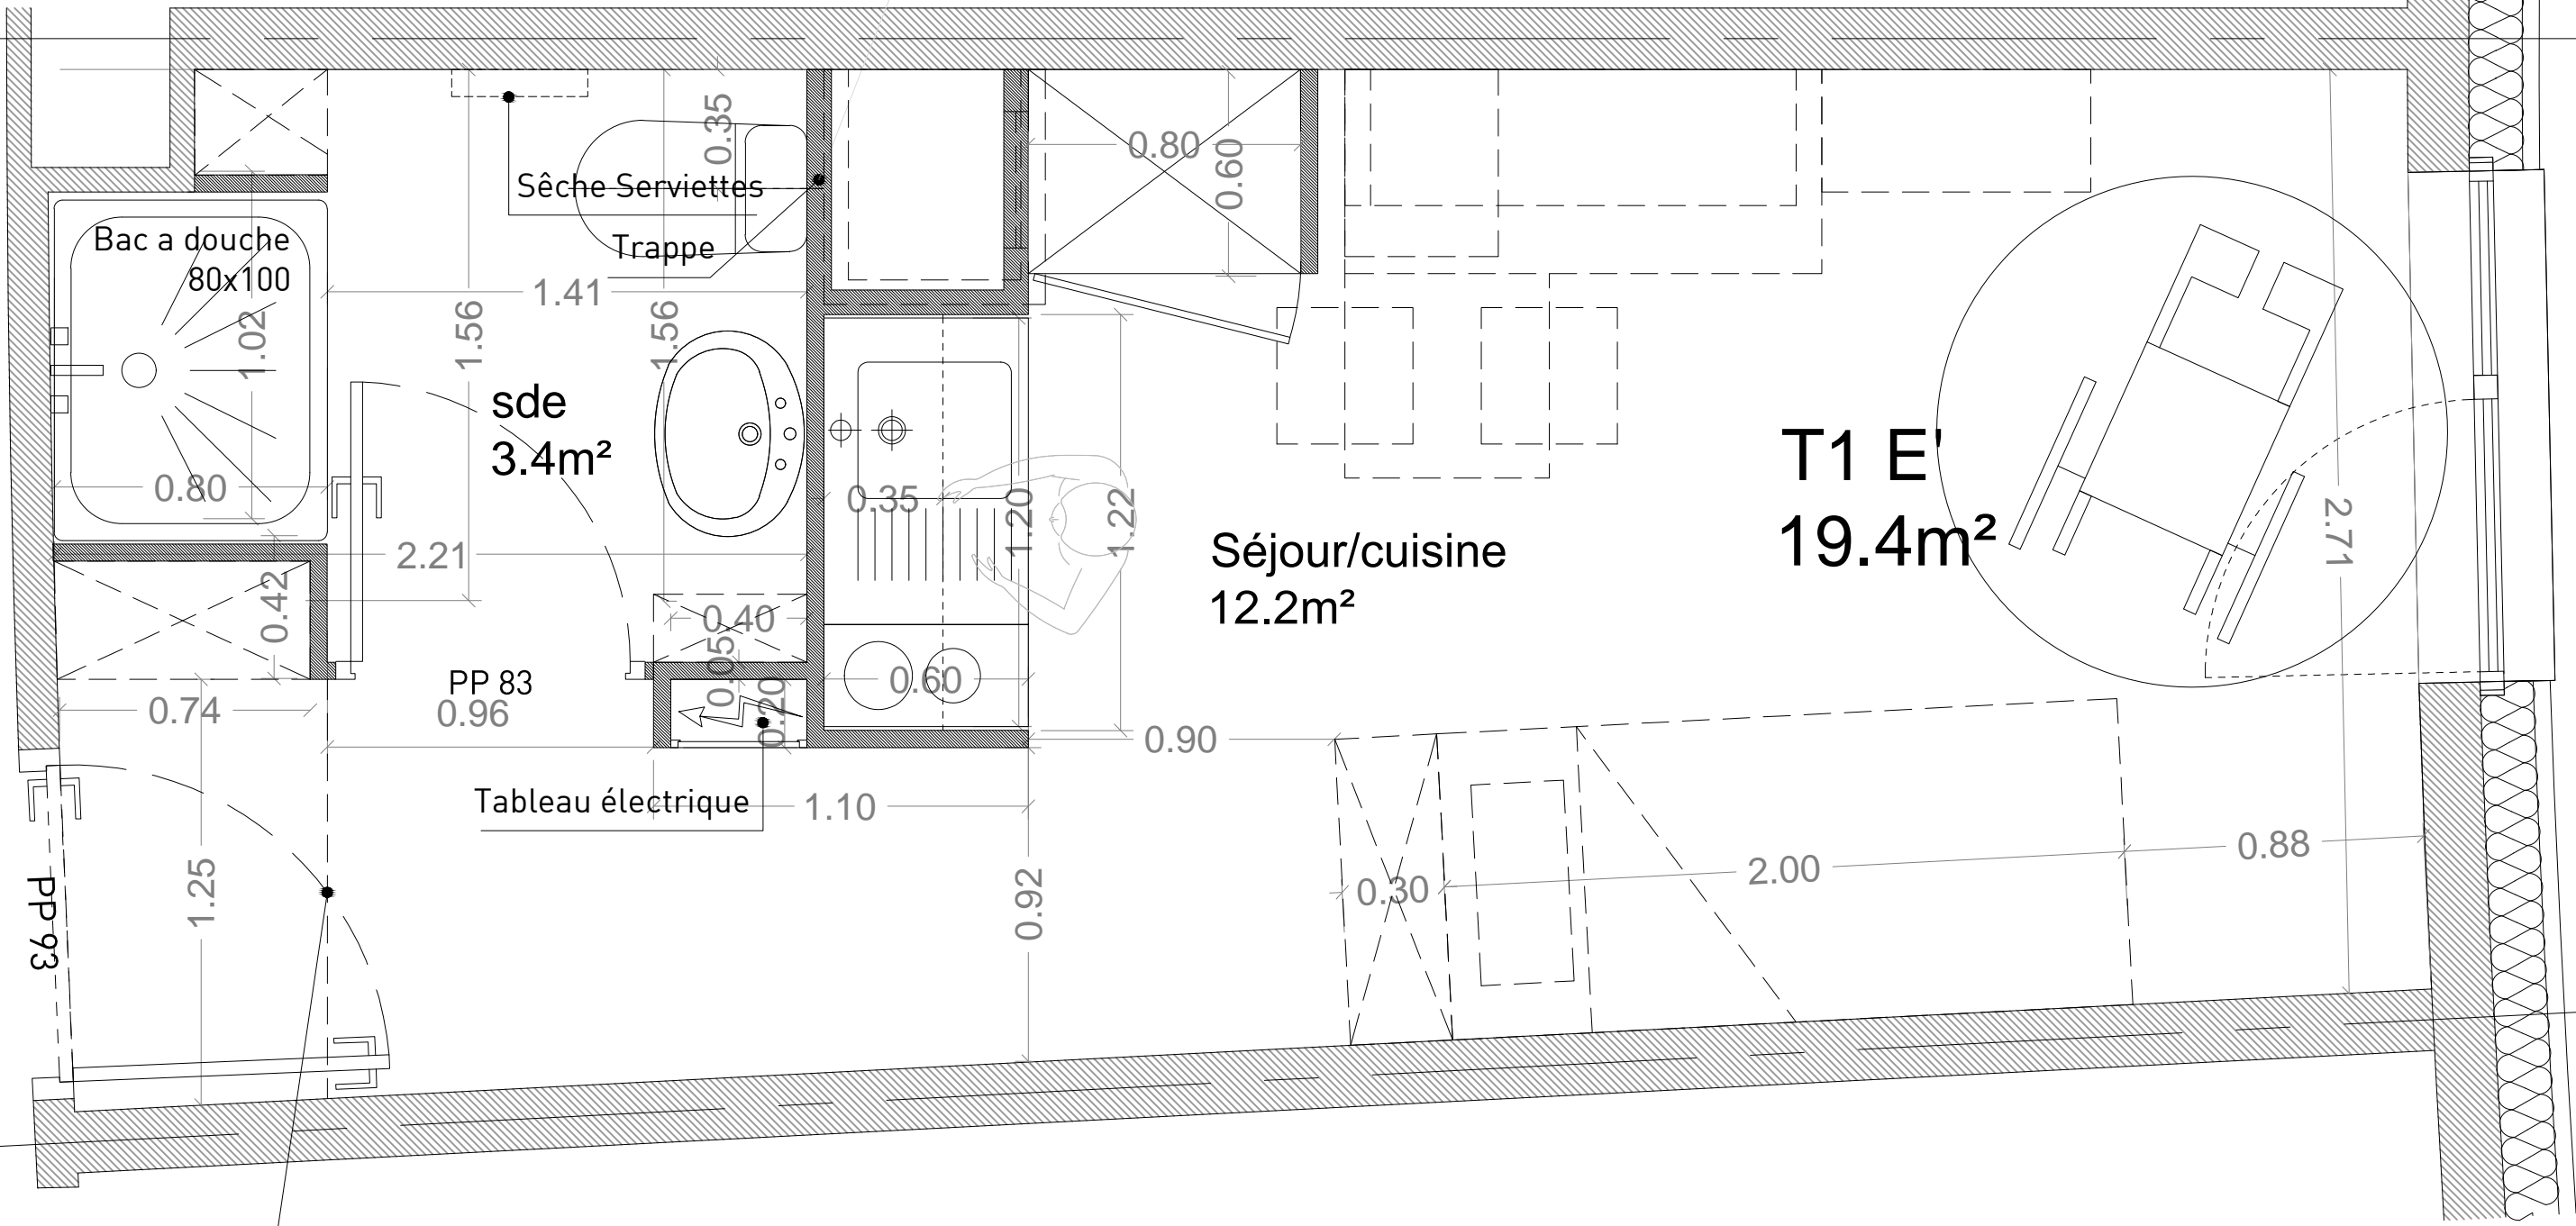 0.35
0.80
0.60
Sêche Serviettes
Trappe
Bac a douche
80x100
1.41
1.02
1.56
1.56
sde
3.4m²
0.80
0.35
1.20
1.22
2.21
0.42
0.40
0.05
0.20
PP 83
0.96
0.74
0.60
Séjour/cuisine
12.2m²
T1 E'
19.4m²
2.71
0.90
Tableau électrique
1.10
1.25
PP 93
0.92
0.30
2.00
0.88